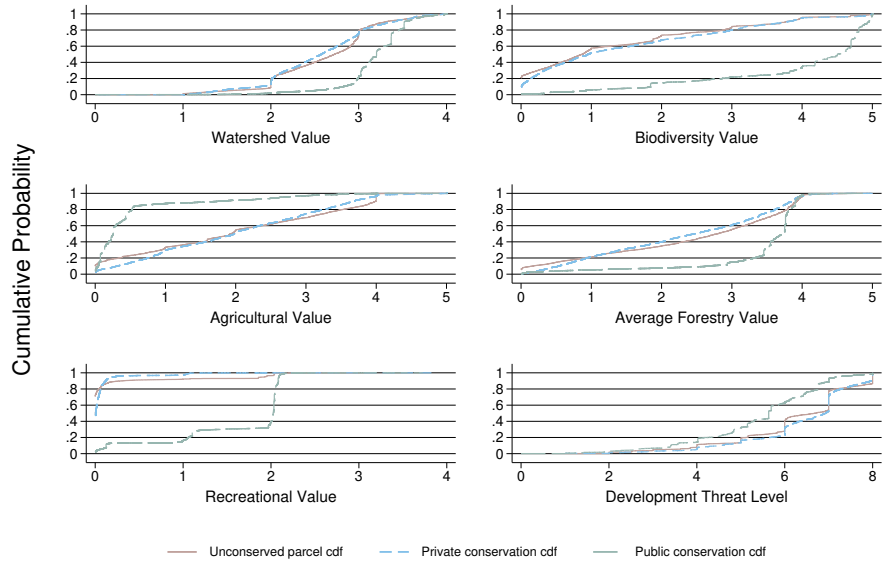 Cumulative Probability
1
.8
.6
.4
.2
0
0 1 2 3 4
Watershed Value
1
.8
.6
.4
.2
0
0 1 2 3 4 5
Biodiversity Value
1
.8
.6
.4
.2
0
0 1 2 3 4 5
Agricultural Value
1
.8
.6
.4
.2
0
0 1 2 3 4 5
Average Forestry Value
1
.8
.6
.4
.2
0
0 1 2 3 4
Recreational Value
1
.8
.6
.4
.2
0
0 2 4 6 8
Development Threat Level
Unconserved parcel cdf Private conservation cdf Public conservation cdf